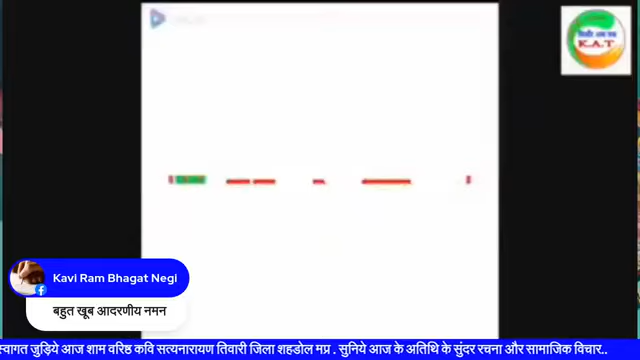 K.A.T
Kavi Ram Bhagat Negi
बहुत खूब आदरणीय नमन
स्वागत जुड़िये आज शाम वरिष्ठ कवि सत्यनारायण तिवारी जिला शहडोल मप्र . सुनिये आज के अतिथि के सुंदर रचना और सामाजिक विचार..